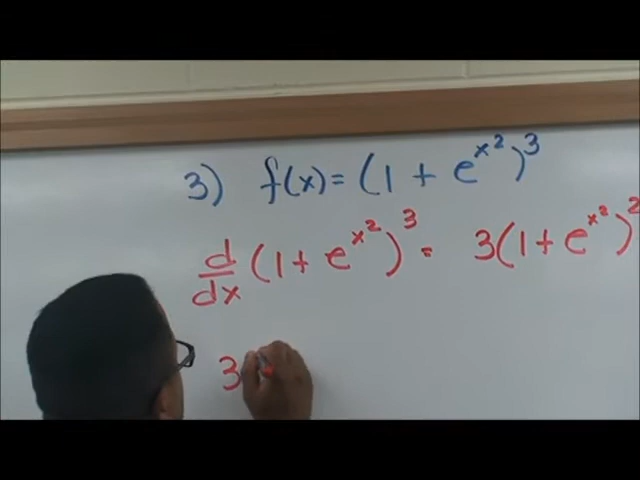 3) f(x) = (1 + e^x^2)^3
d/dx (1 + e^x^2)^3 = 3(1 + e^x^2)^2
3